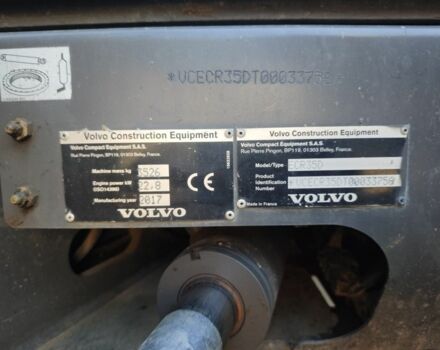 *VCECR35DT00033756
Volvo Construction Equipment
Volvo Compact Equipment S.A.S.
Rue Pierre Pingon, BP119, 01303 Belley, France.
Machine mass kg 3526
Engine power kW 22.8
Manufacturing year 2017
CE
VOLVO
Volvo Construction Equipment
Volvo Compact Equipment S.A.S.
Rue Pierre Pingon, BP119, 01303 Belley, France.
Model/Type ECR35D
Product
Identification
Number VCECR35DT00033756
Made in France
VOLVO